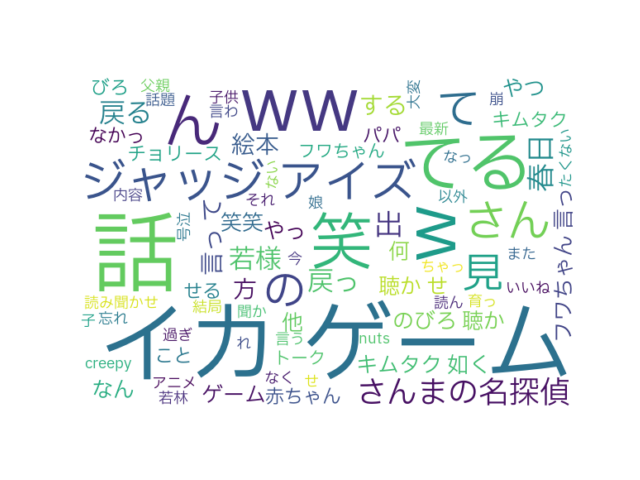 びろ
父親
戻る
話題
なかっ
ん
ww
子供
言わ
絵本
する
大変
て
崩
やつ
キムタク
パパ
最新
チョリース
フワちゃん
なっ
てる
春日
たくない
ジャッジアイズ
ない
内容
それ
娘
以外
話
号泣
言って
笑笑
やっ
笑
出
w
さん
言っ
フワちゃん
若様
の
今
何
見
また
ちゃっ
せる
方
戻っ
聴か せ
いいね
読み聞かせ
結局
聞か
読ん
育っ
子
忘れ
他
のびろ 聴か
イカ ゲーム
過ぎ
言う
nuts
こと
れ
トーク
キムタク 如く
creepy
なん
アニメ
若林
ゲーム
なく
赤ちゃん
せ
さんまの名探偵